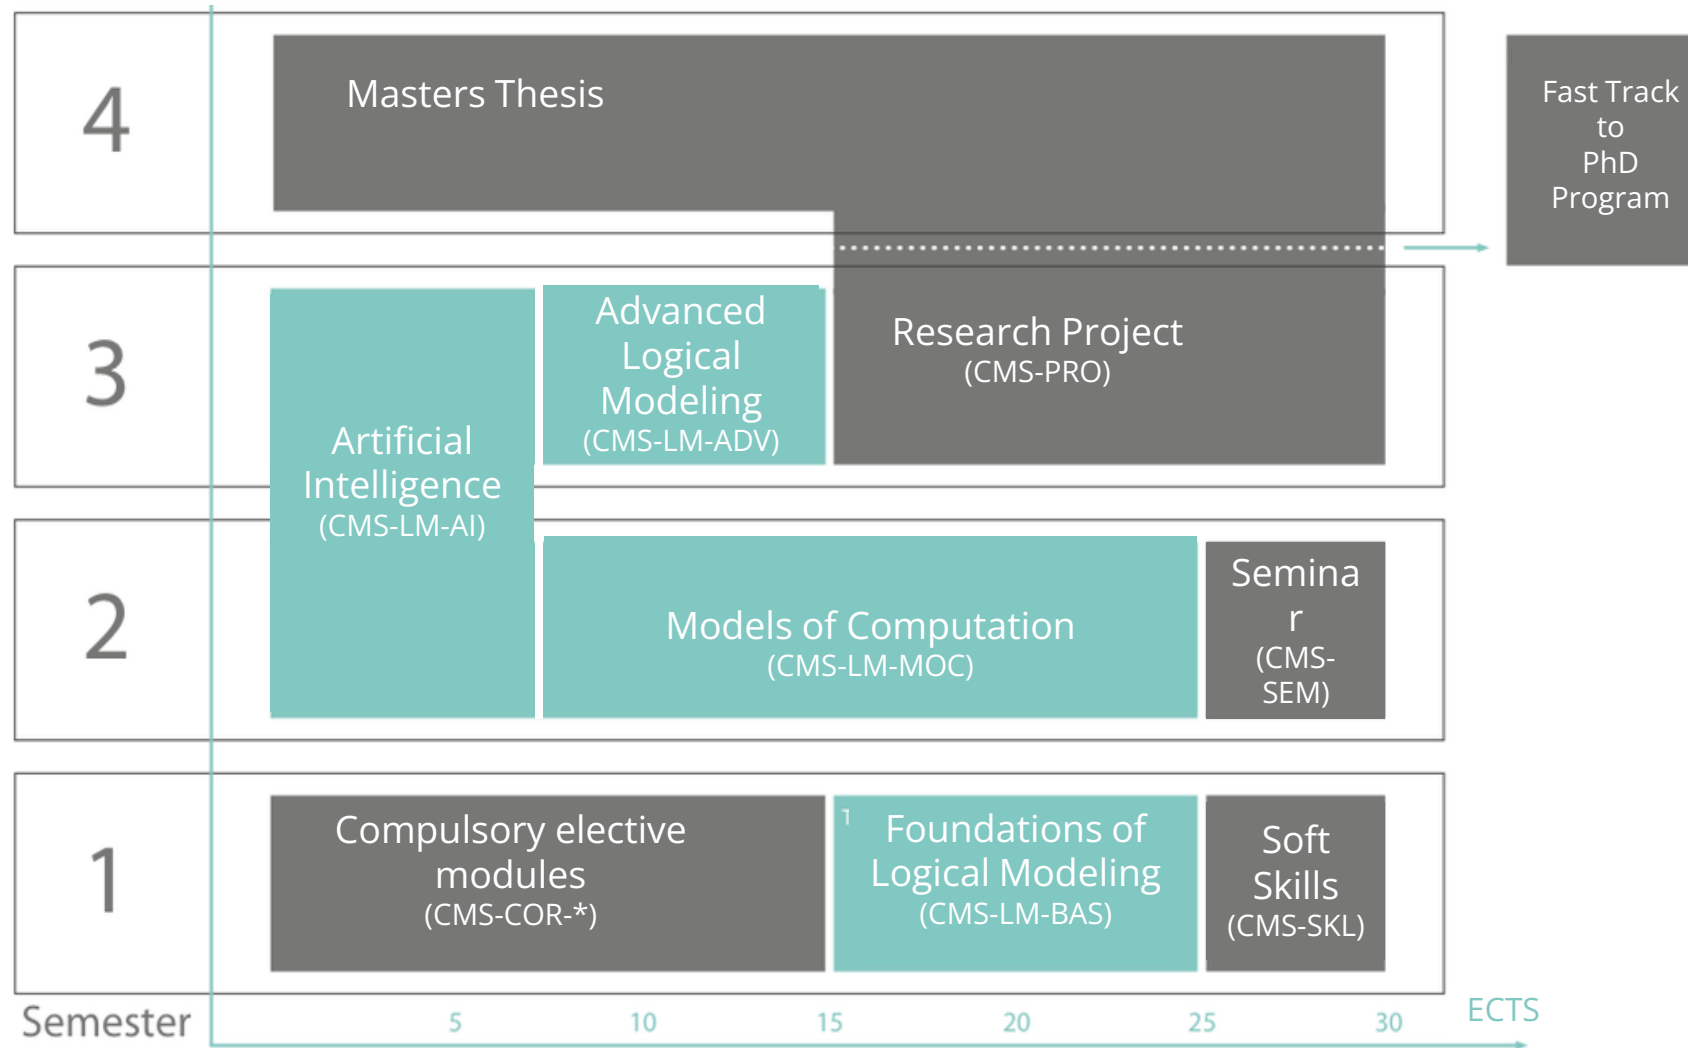 4
Masters Thesis
Fast Track
to
PhD
Program
3
Artificial
Intelligence
(CMS-LM-AI)
Advanced
Logical
Modeling
(CMS-LM-ADV)
Research Project
(CMS-PRO)
2
Models of Computation
(CMS-LM-MOC)
Semina
r
(CMS-
SEM)
1
Compulsory elective
modules
(CMS-COR-*)
Foundations of
Logical Modeling
(CMS-LM-BAS)
Soft
Skills
(CMS-SKL)
Semester
5 10 15 20 25 30 ECTS